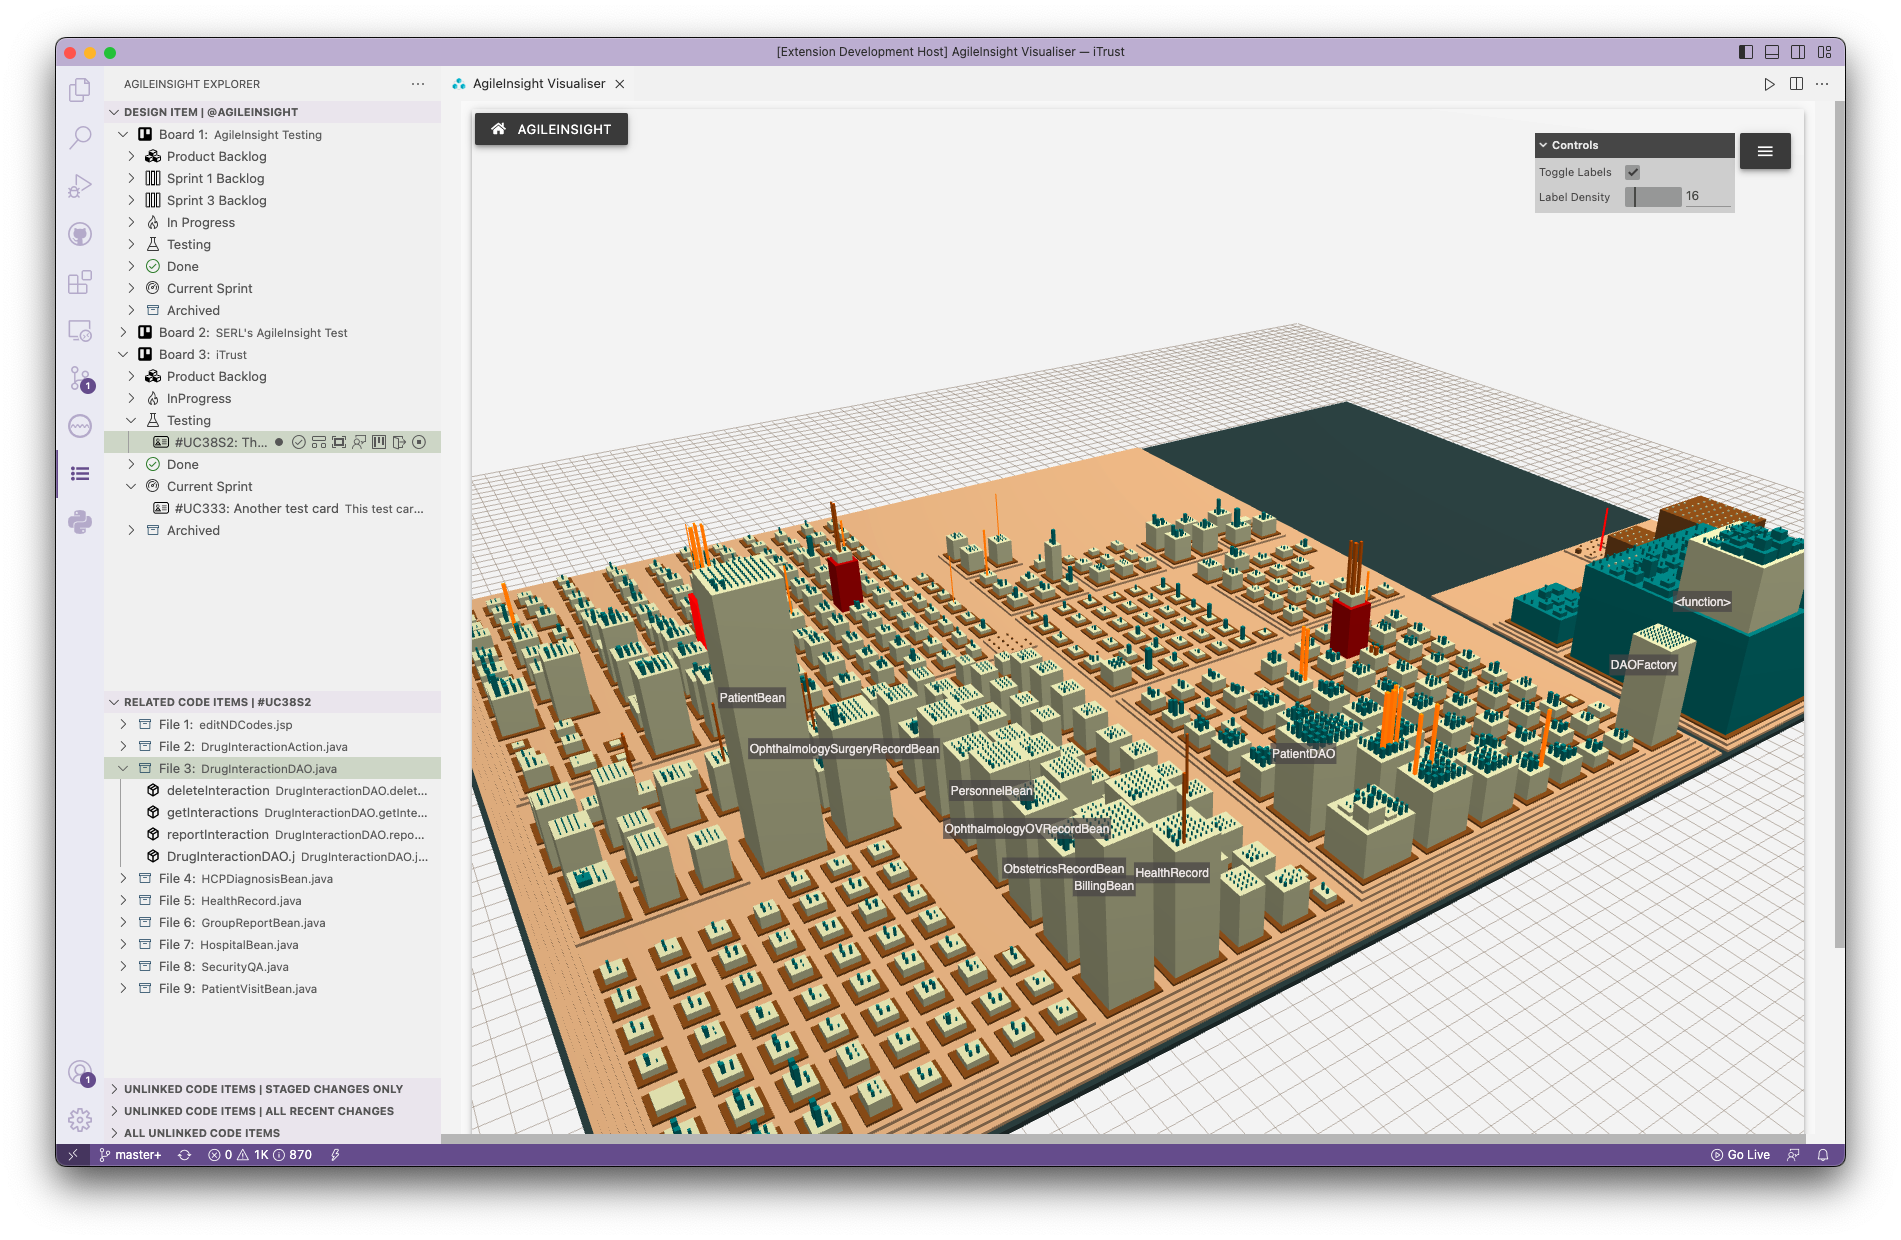 [Extension Development Host] AgileInsight Visualiser — iTrust
AGILEINSIGHT EXPLORER
DESIGN ITEM | @AGILEINSIGHT
Board 1: AgileInsight Testing
Product Backlog
Sprint 1 Backlog
Sprint 3 Backlog
In Progress
Testing
Done
Current Sprint
Archived
Board 2: SERL's AgileInsight Test
Board 3: iTrust
Product Backlog
InProgress
Testing
#UC38S2: Th...
Done
Current Sprint
#UC333: Another test card This test car...
Archived
RELATED CODE ITEMS | #UC38S2
File 1: editNDCodes.jsp
File 2: DrugInteractionAction.java
File 3: DrugInteractionDAO.java
deleteInteraction DrugInteractionDAO.delet...
getInteractions DrugInteractionDAO.getInte...
reportInteraction DrugInteractionDAO.repo...
DrugInteractionDAO.j DrugInteractionDAO.j...
File 4: HCPDiagnosisBean.java
File 5: HealthRecord.java
File 6: GroupReportBean.java
File 7: HospitalBean.java
File 8: SecurityQA.java
File 9: PatientVisitBean.java
UNLINKED CODE ITEMS | STAGED CHANGES ONLY
UNLINKED CODE ITEMS | ALL RECENT CHANGES
ALL UNLINKED CODE ITEMS
1
1
AgileInsight Visualiser
AGILEINSIGHT
Controls
Toggle Labels
Label Density 16
<function>
DAOFactory
PatientBean
OphthalmologySurgeryRecordBean
PatientDAO
PersonnelBean
OphthalmologyOVRecordBean
ObstetricsRecordBean
HealthRecord
BillingBean
master+ 0 1K 870 Go Live